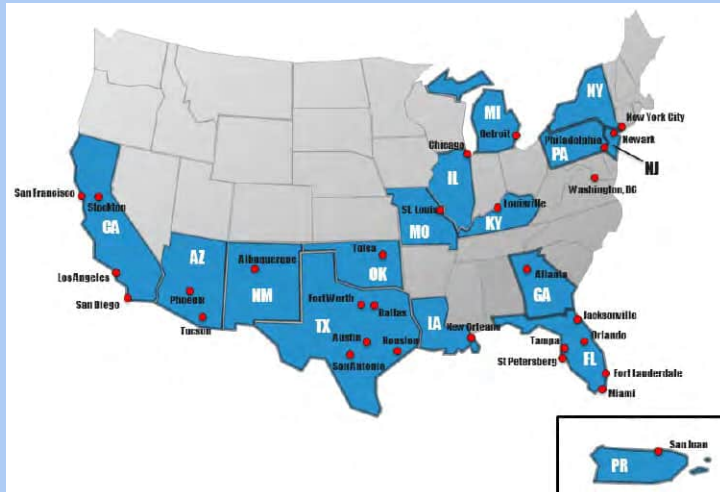 NY
MI
New York City
Detroit
Philadelphia
Newark
Chicago
PA
NJ
IL
Washington, DC
San Francisco
Stockton
St. Louis
Louisville
CA
MO
KY
Tulsa
AZ
Albuquerque
OK
Atlanta
Los Angeles
Phoenix
NM
GA
San Diego
Fort Worth
Dallas
Tucson
TX
LA
New Orleans
Jacksonville
Austin
Houston
Tampa
Orlando
San Antonio
St Petersberg
FL
Fort Lauderdale
Miami
San Juan
PR